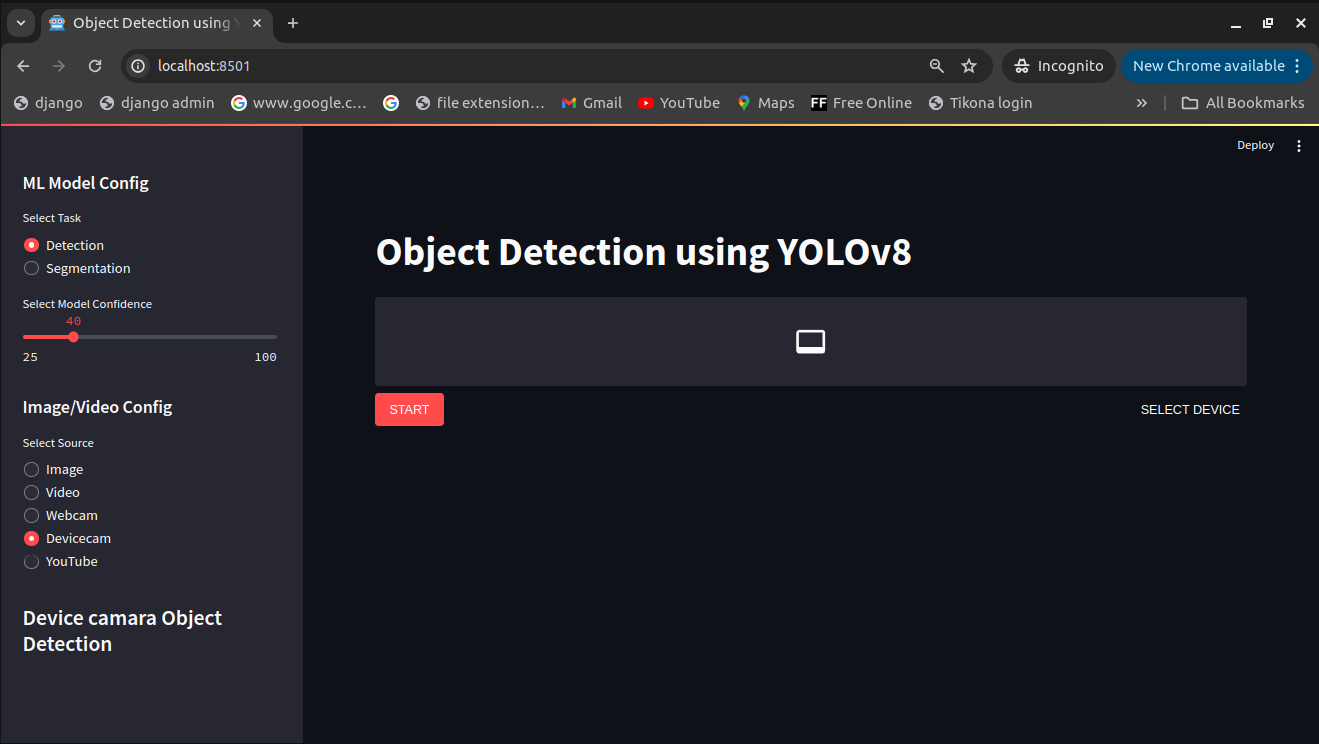 Object Detection using Y
localhost:8501
Incognito
New Chrome available
django
django admin
www.google.c...
file extension...
Gmail
YouTube
Maps
FF Free Online
Tikona login
All Bookmarks
Deploy
ML Model Config
Select Task
Detection
Segmentation
Select Model Confidence
40
25
100
Image/Video Config
Select Source
Image
Video
Webcam
Devicecam
YouTube
Device camara Object
Detection
Object Detection using YOLOv8
START
SELECT DEVICE